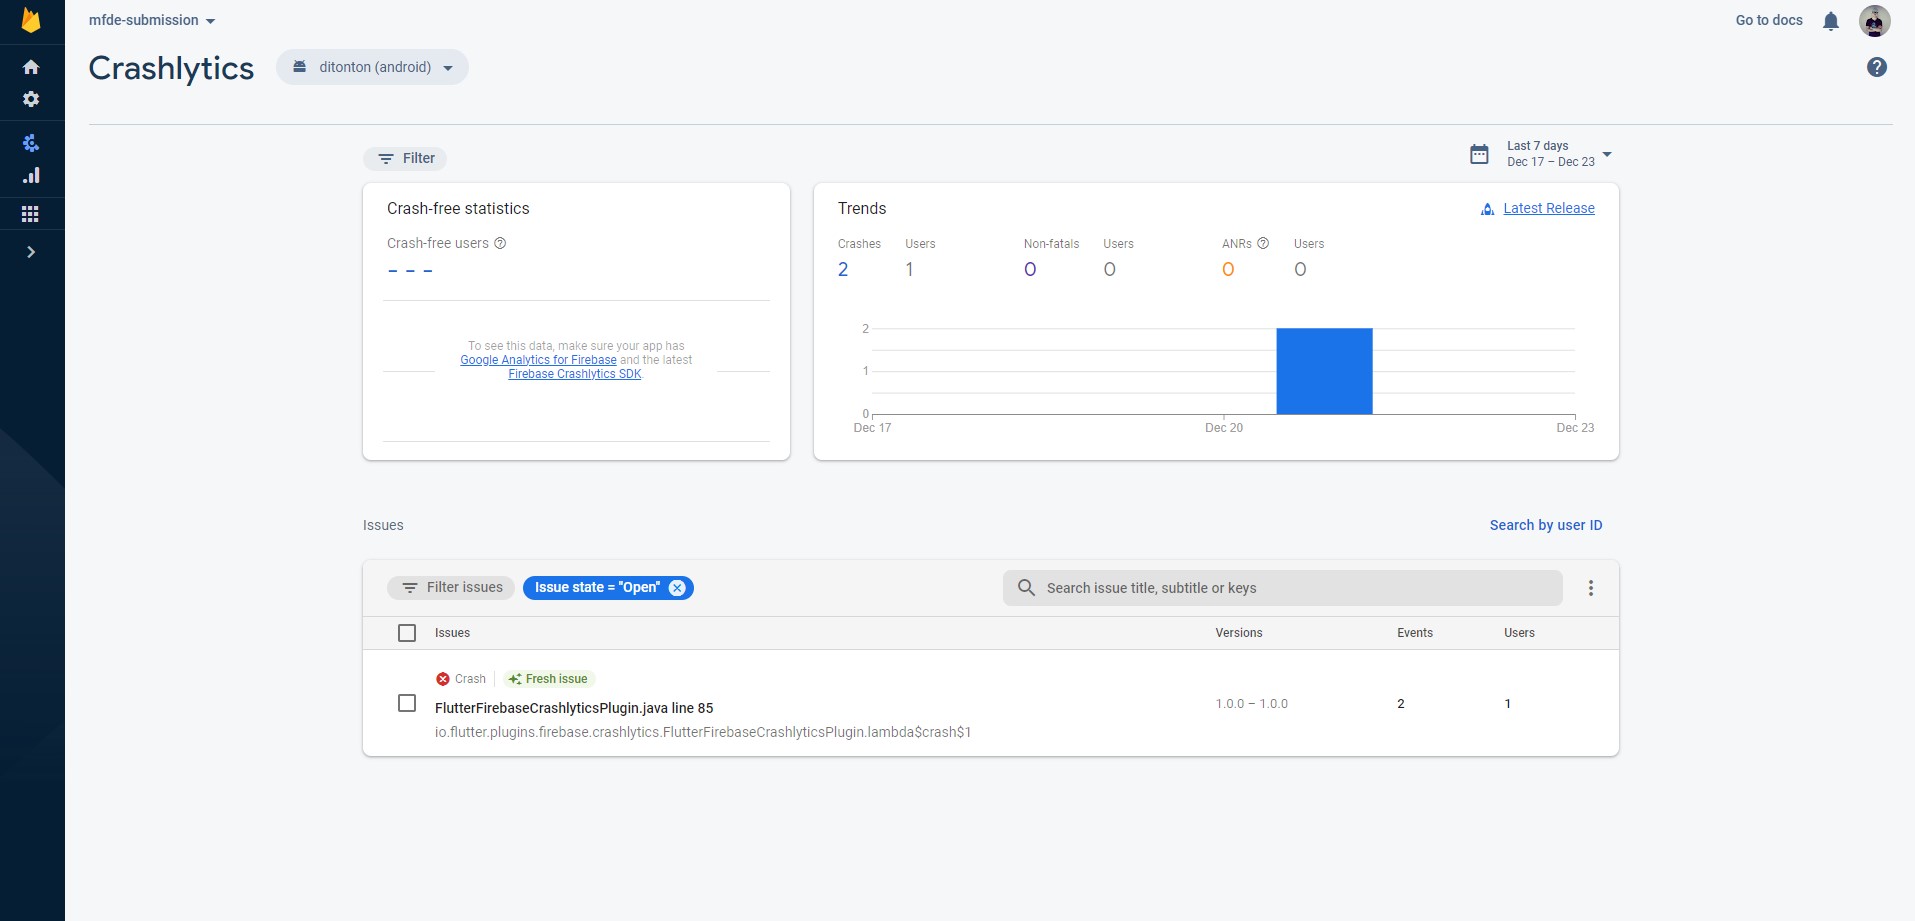 mfde-submission
Go to docs
Crashlytics
ditonton (android)
Filter
Last 7 days
Dec 17 – Dec 23
Crash-free statistics
Crash-free users
- - -
To see this data, make sure your app has
Google Analytics for Firebase and the latest
Firebase Crashlytics SDK
Trends
Latest Release
Crashes Users Non-fatals Users ANRs Users
2 1 0 0 0 0
2
1
0
Dec 17 Dec 20 Dec 23
Issues
Search by user ID
Filter issues
Issue state = "Open"
Search issue title, subtitle or keys
Issues Versions Events Users
Crash Fresh issue
FlutterFirebaseCrashlyticsPlugin.java line 85
1.0.0 – 1.0.0 2 1
io.flutter.plugins.firebase.crashlytics.FlutterFirebaseCrashlyticsPlugin.lambda$crash$1